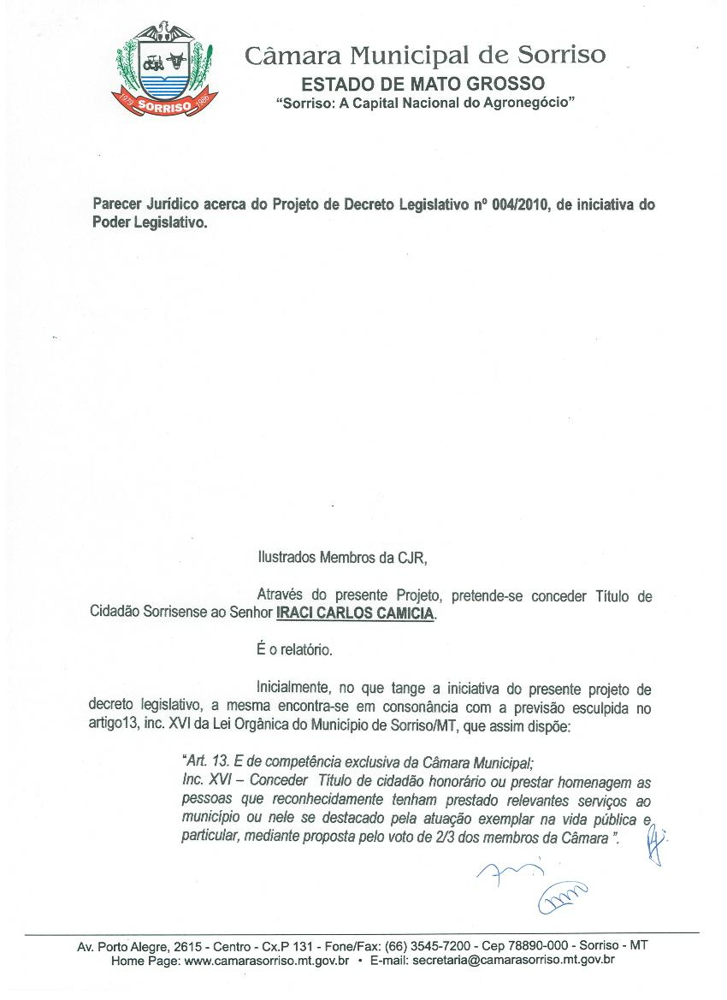 1979 SORRISO 1986
Câmara Municipal de Sorriso
ESTADO DE MATO GROSSO
“Sorriso: A Capital Nacional do Agronegócio”
Parecer Jurídico acerca do Projeto de Decreto Legislativo nº 004/2010, de iniciativa do
Poder Legislativo.
Ilustrados Membros da CJR,
Através do presente Projeto, pretende-se conceder Título de
Cidadão Sorrisense ao Senhor IRACI CARLOS CAMICIA.
É o relatório.
Inicialmente, no que tange a iniciativa do presente projeto de
decreto legislativo, a mesma encontra-se em consonância com a previsão esculpida no
artigo13, inc. XVI da Lei Orgânica do Município de Sorriso/MT, que assim dispõe:
“Art. 13. E de competência exclusiva da Câmara Municipal;
Inc. XVI – Conceder Título de cidadão honorário ou prestar homenagem as
pessoas que reconhecidamente tenham prestado relevantes serviços ao
município ou nele se destacado pela atuação exemplar na vida pública e
particular, mediante proposta pelo voto de 2/3 dos membros da Câmara ”.
Av. Porto Alegre, 2615 - Centro - Cx.P 131 - Fone/Fax: (66) 3545-7200 - Cep 78890-000 - Sorriso - MT
Home Page: www.camarasorriso.mt.gov.br • E-mail: secretaria@camarasorriso.mt.gov.br